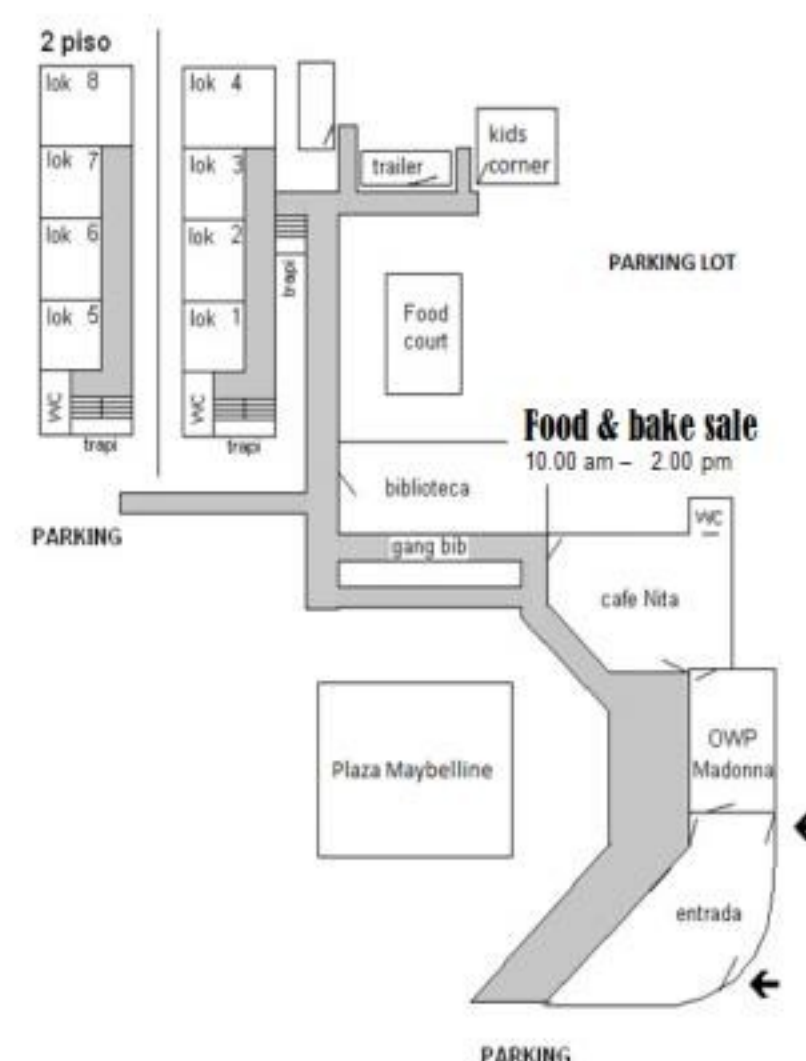 2 piso
lok 8
lok 7
lok 6
lok 5
WC
trapi
lok 4
lok 3
lok 2
lok 1
WC
trapi
trapi
trailer
kids
corner
PARKING LOT
Food
court
Food & bake sale
10.00 am – 2.00 pm
biblioteca
PARKING
gang bib
WC
cafe Nita
Plaza Maybelline
OWP
Madonna
entrada
PARKING